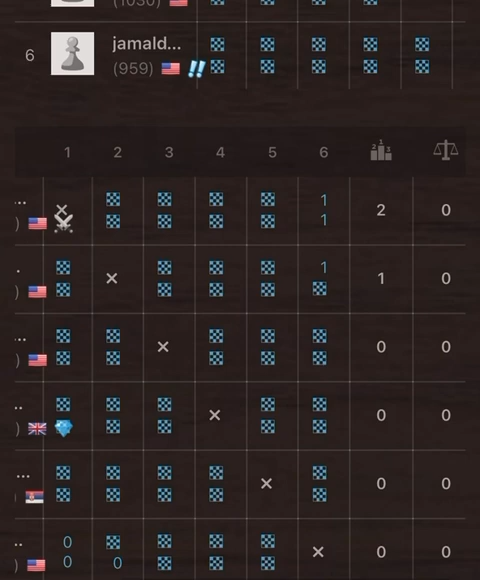 (1030)
6 jamald...
(959)
1 2 3 4 5 6
... 1
) 1 2 0
. 1
) 1 0
...
) 0 0
..
) 0 0
...
0 0
.. 0
) 0 0 0 0